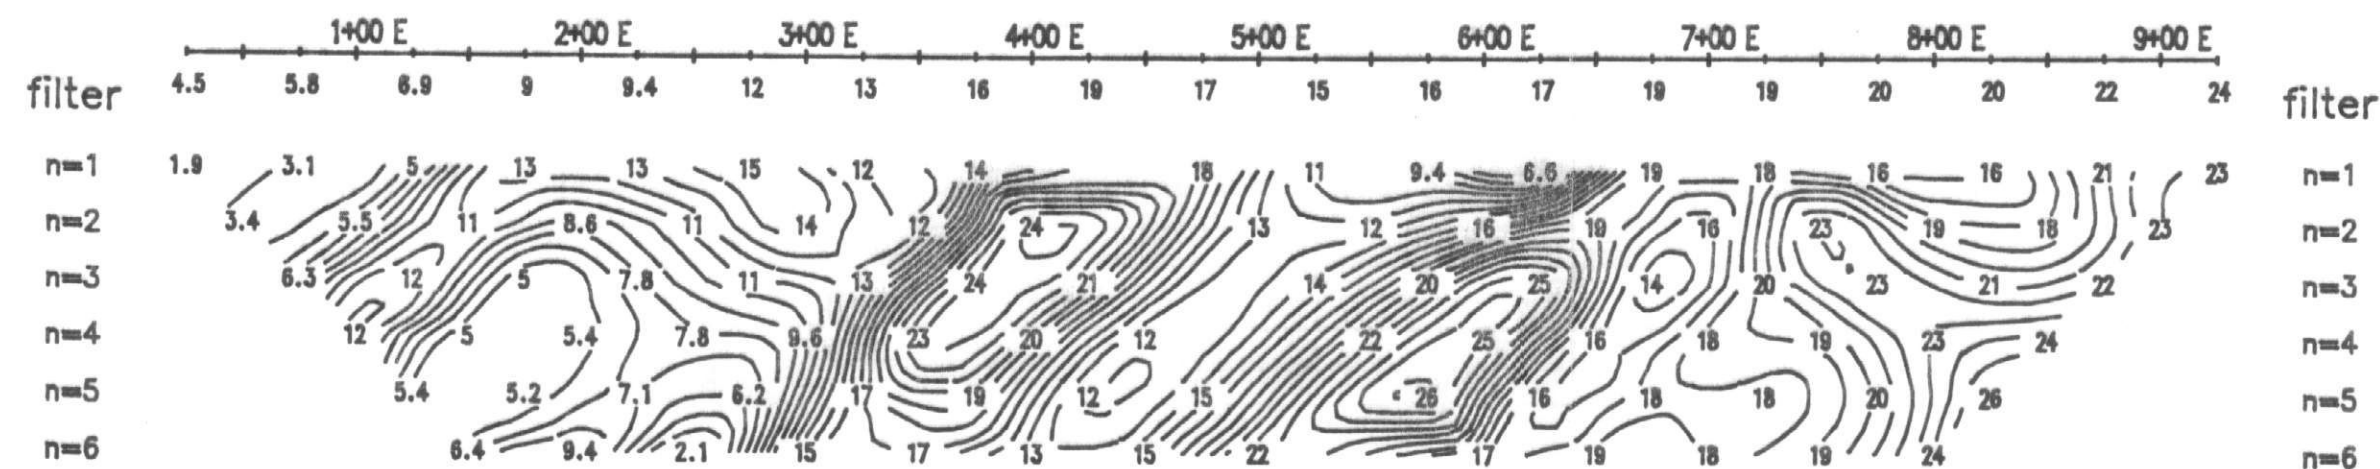 1+00 E 2+00 E 3+00 E 4+00 E 5+00 E 6+00 E 7+00 E 8+00 E 9+00 E
filter 4.5 5.8 6.9 9 9.4 12 13 16 19 17 15 16 17 19 19 20 20 22 24 filter
n=1 1.9 3.1 5 13 13 15 12 14 18 11 9.4 6.6 19 18 16 16 21 23 n=1
n=2 3.4 5.5 11 8.6 11 14 12 24 13 12 16 19 16 23 19 18 23 n=2
n=3 6.3 12 5 7.8 11 13 24 21 14 20 25 14 20 23 21 22 n=3
n=4 12 5 5.4 7.8 9.6 23 20 12 22 25 16 18 19 23 24 n=4
n=5 5.4 5.2 7.1 6.2 17 19 12 15 26 16 18 18 20 26 n=5
n=6 6.4 9.4 2.1 15 17 13 15 22 17 19 18 19 24 n=6